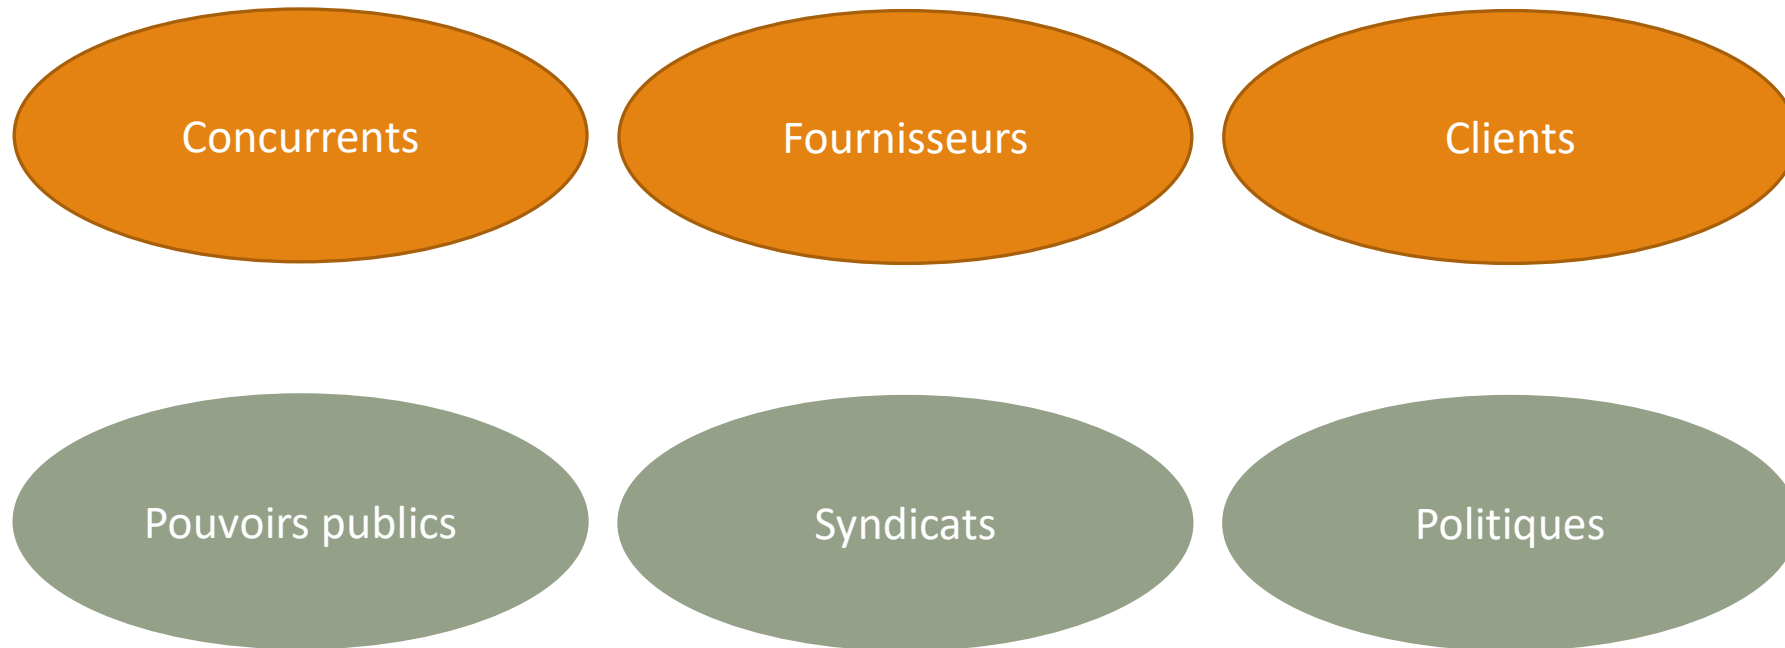 Concurrents
Fournisseurs
Clients
Pouvoirs publics
Syndicats
Politiques